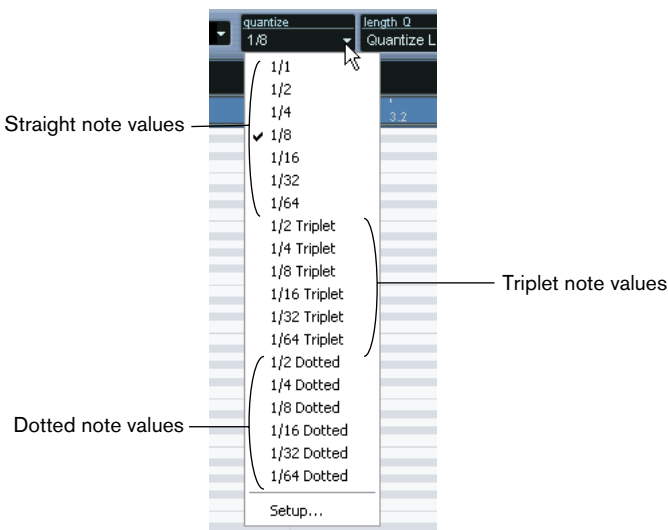 quantize
length Q
1/8
Quantize L
3.2
1/1
1/2
1/4
1/8
1/16
1/32
1/64
1/2 Triplet
1/4 Triplet
1/8 Triplet
1/16 Triplet
1/32 Triplet
1/64 Triplet
1/2 Dotted
1/4 Dotted
1/8 Dotted
1/16 Dotted
1/32 Dotted
1/64 Dotted
Setup...
Straight note values
Triplet note values
Dotted note values